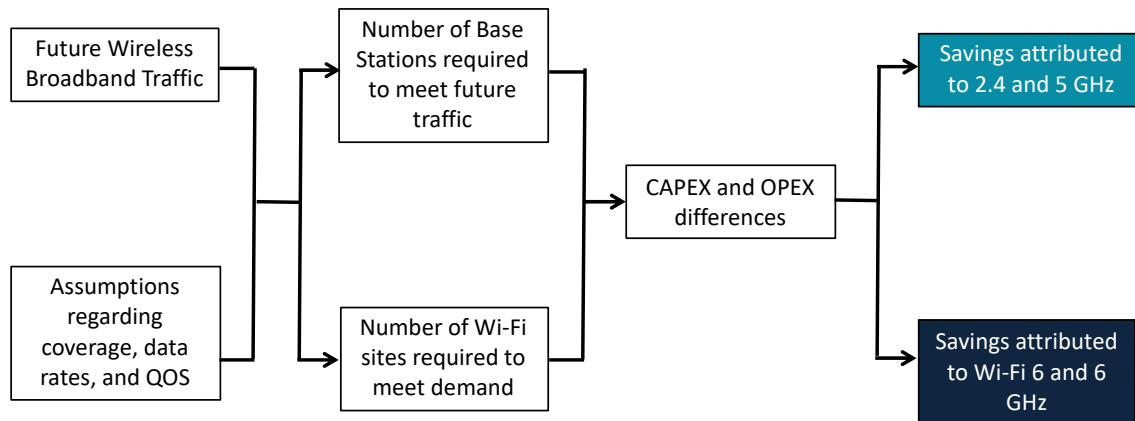 Future Wireless
Broadband Traffic
Assumptions
regarding
coverage, data
rates, and QOS
Number of Base
Stations required
to meet future
traffic
Number of Wi-Fi
sites required to
meet demand
CAPEX and OPEX
differences
Savings attributed
to 2.4 and 5 GHz
Savings attributed
to Wi-Fi 6 and 6
GHz